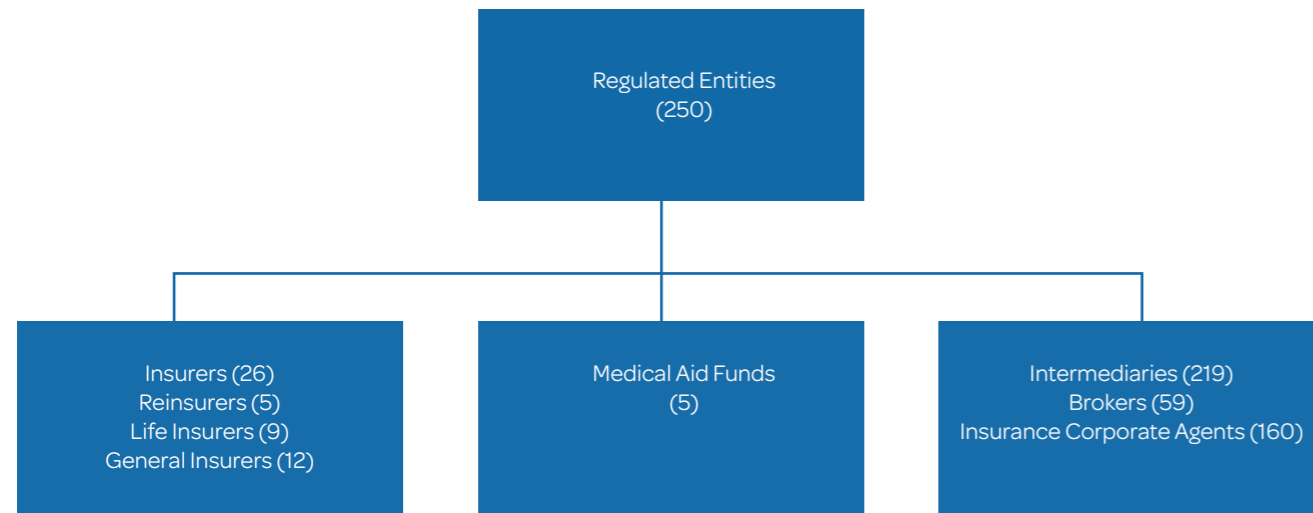 Regulated Entities
(250)
Insurers (26)
Reinsurers (5)
Life Insurers (9)
General Insurers (12)
Medical Aid Funds
(5)
Intermediaries (219)
Brokers (59)
Insurance Corporate Agents (160)